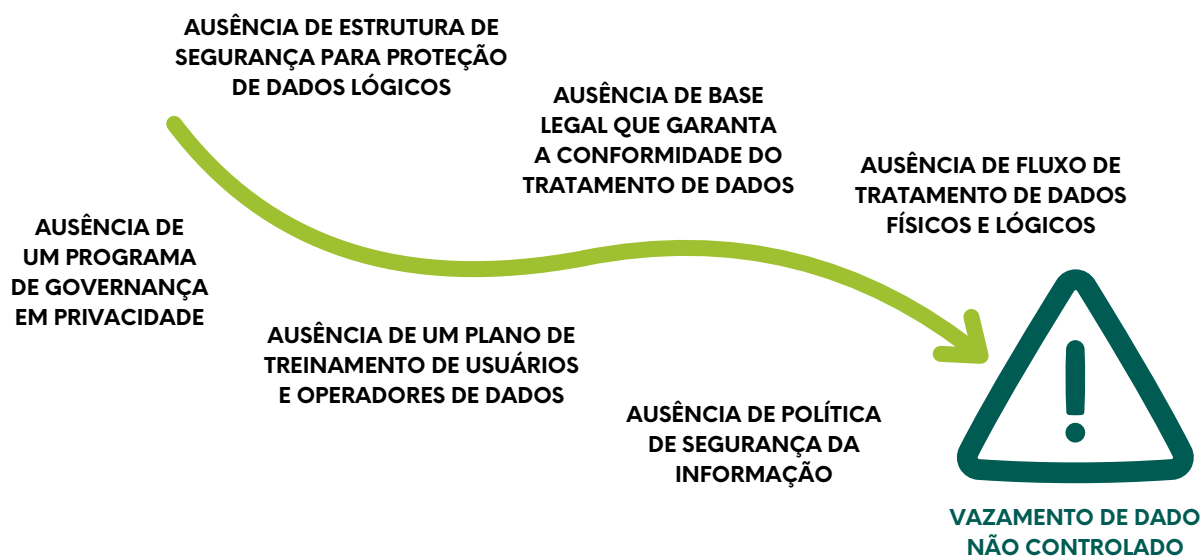 AUSÊNCIA DE ESTRUTURA DE
SEGURANÇA PARA PROTEÇÃO
DE DADOS LÓGICOS
AUSÊNCIA DE BASE
LEGAL QUE GARANTA
A CONFORMIDADE DO
TRATAMENTO DE DADOS
AUSÊNCIA DE FLUXO DE
TRATAMENTO DE DADOS
FÍSICOS E LÓGICOS
AUSÊNCIA DE
UM PROGRAMA
DE GOVERNANÇA
EM PRIVACIDADE
AUSÊNCIA DE UM PLANO DE
TREINAMENTO DE USUÁRIOS
E OPERADORES DE DADOS
AUSÊNCIA DE POLÍTICA
DE SEGURANÇA DA
INFORMAÇÃO
VAZAMENTO DE DADO
NÃO CONTROLADO